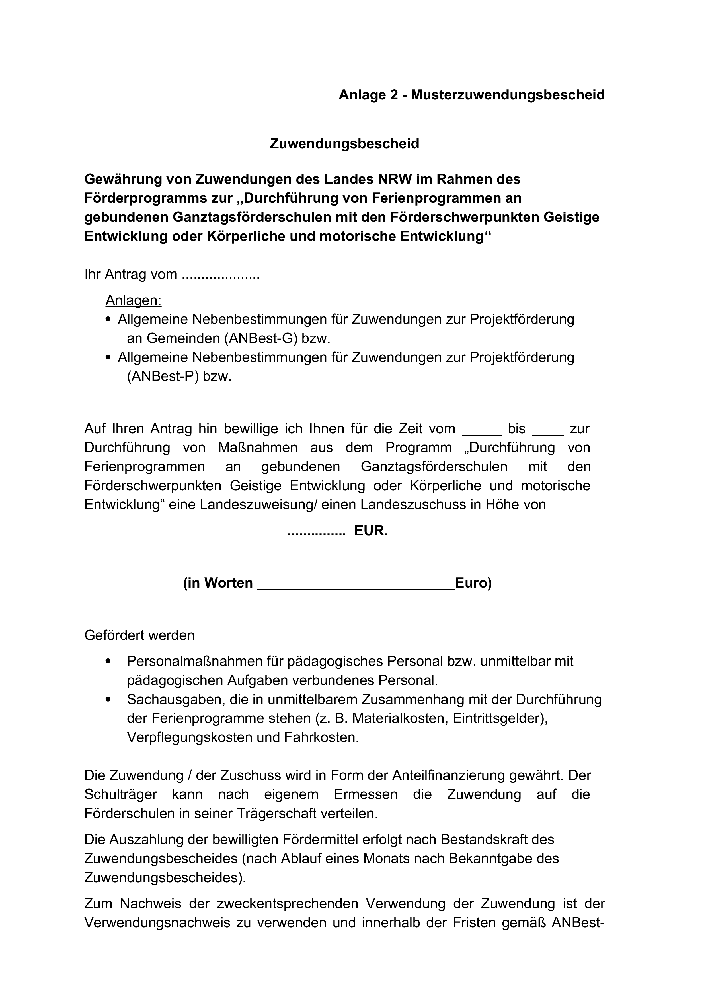 Anlage 2 - Musterzuwendungsbescheid
Zuwendungsbescheid
Gewährung von Zuwendungen des Landes NRW im Rahmen des
Förderprogramms zur „Durchführung von Ferienprogrammen an
gebundenen Ganztagsförderschulen mit den Förderschwerpunkten Geistige
Entwicklung oder Körperliche und motorische Entwicklung“
Ihr Antrag vom ....................
Anlagen:
• Allgemeine Nebenbestimmungen für Zuwendungen zur Projektförderung
an Gemeinden (ANBest-G) bzw.
• Allgemeine Nebenbestimmungen für Zuwendungen zur Projektförderung
(ANBest-P) bzw.
Auf Ihren Antrag hin bewillige ich Ihnen für die Zeit vom _____ bis ____ zur
Durchführung von Maßnahmen aus dem Programm „Durchführung von
Ferienprogrammen an gebundenen Ganztagsförderschulen mit den
Förderschwerpunkten Geistige Entwicklung oder Körperliche und motorische
Entwicklung“ eine Landeszuweisung/ einen Landeszuschuss in Höhe von
............... EUR.
(in Worten _________________________Euro)
Gefördert werden
• Personalmaßnahmen für pädagogisches Personal bzw. unmittelbar mit
pädagogischen Aufgaben verbundenes Personal.
• Sachausgaben, die in unmittelbarem Zusammenhang mit der Durchführung
der Ferienprogramme stehen (z. B. Materialkosten, Eintrittsgelder),
Verpflegungskosten und Fahrkosten.
Die Zuwendung / der Zuschuss wird in Form der Anteilfinanzierung gewährt. Der
Schulträger kann nach eigenem Ermessen die Zuwendung auf die
Förderschulen in seiner Trägerschaft verteilen.
Die Auszahlung der bewilligten Fördermittel erfolgt nach Bestandskraft des
Zuwendungsbescheides (nach Ablauf eines Monats nach Bekanntgabe des
Zuwendungsbescheides).
Zum Nachweis der zweckentsprechenden Verwendung der Zuwendung ist der
Verwendungsnachweis zu verwenden und innerhalb der Fristen gemäß ANBest-